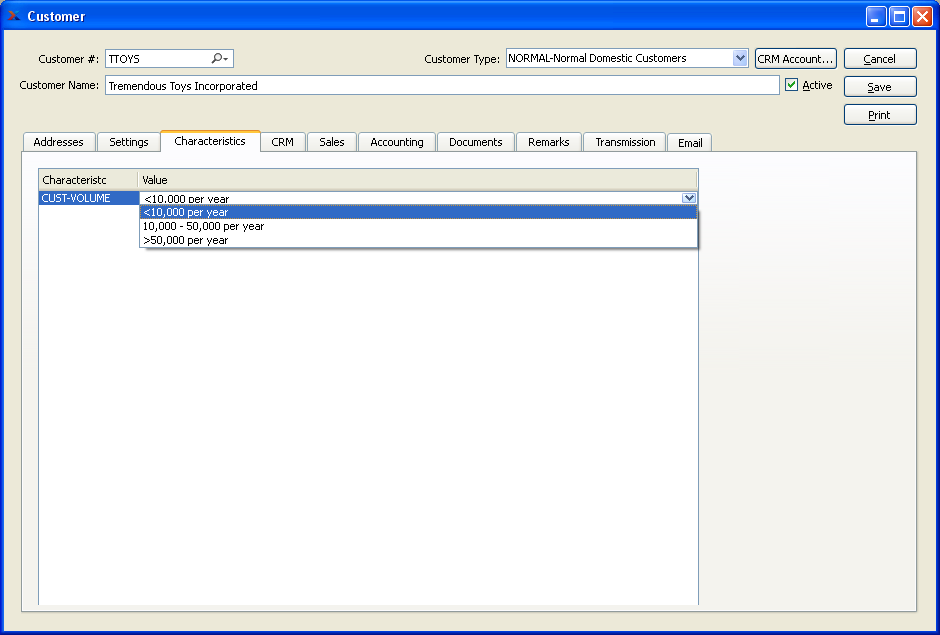 Customer
Customer #: TTOYS Customer Type: NORMAL-Normal Domestic Customers CRM Account... Cancel
Customer Name: Tremendous Toys Incorporated Active Save
Print
Addresses Settings Characteristics CRM Sales Accounting Documents Remarks Transmission Email
Characteristc Value
CUST-VOLUME <10,000 per year
<10,000 per year
10,000 - 50,000 per year
>50,000 per year